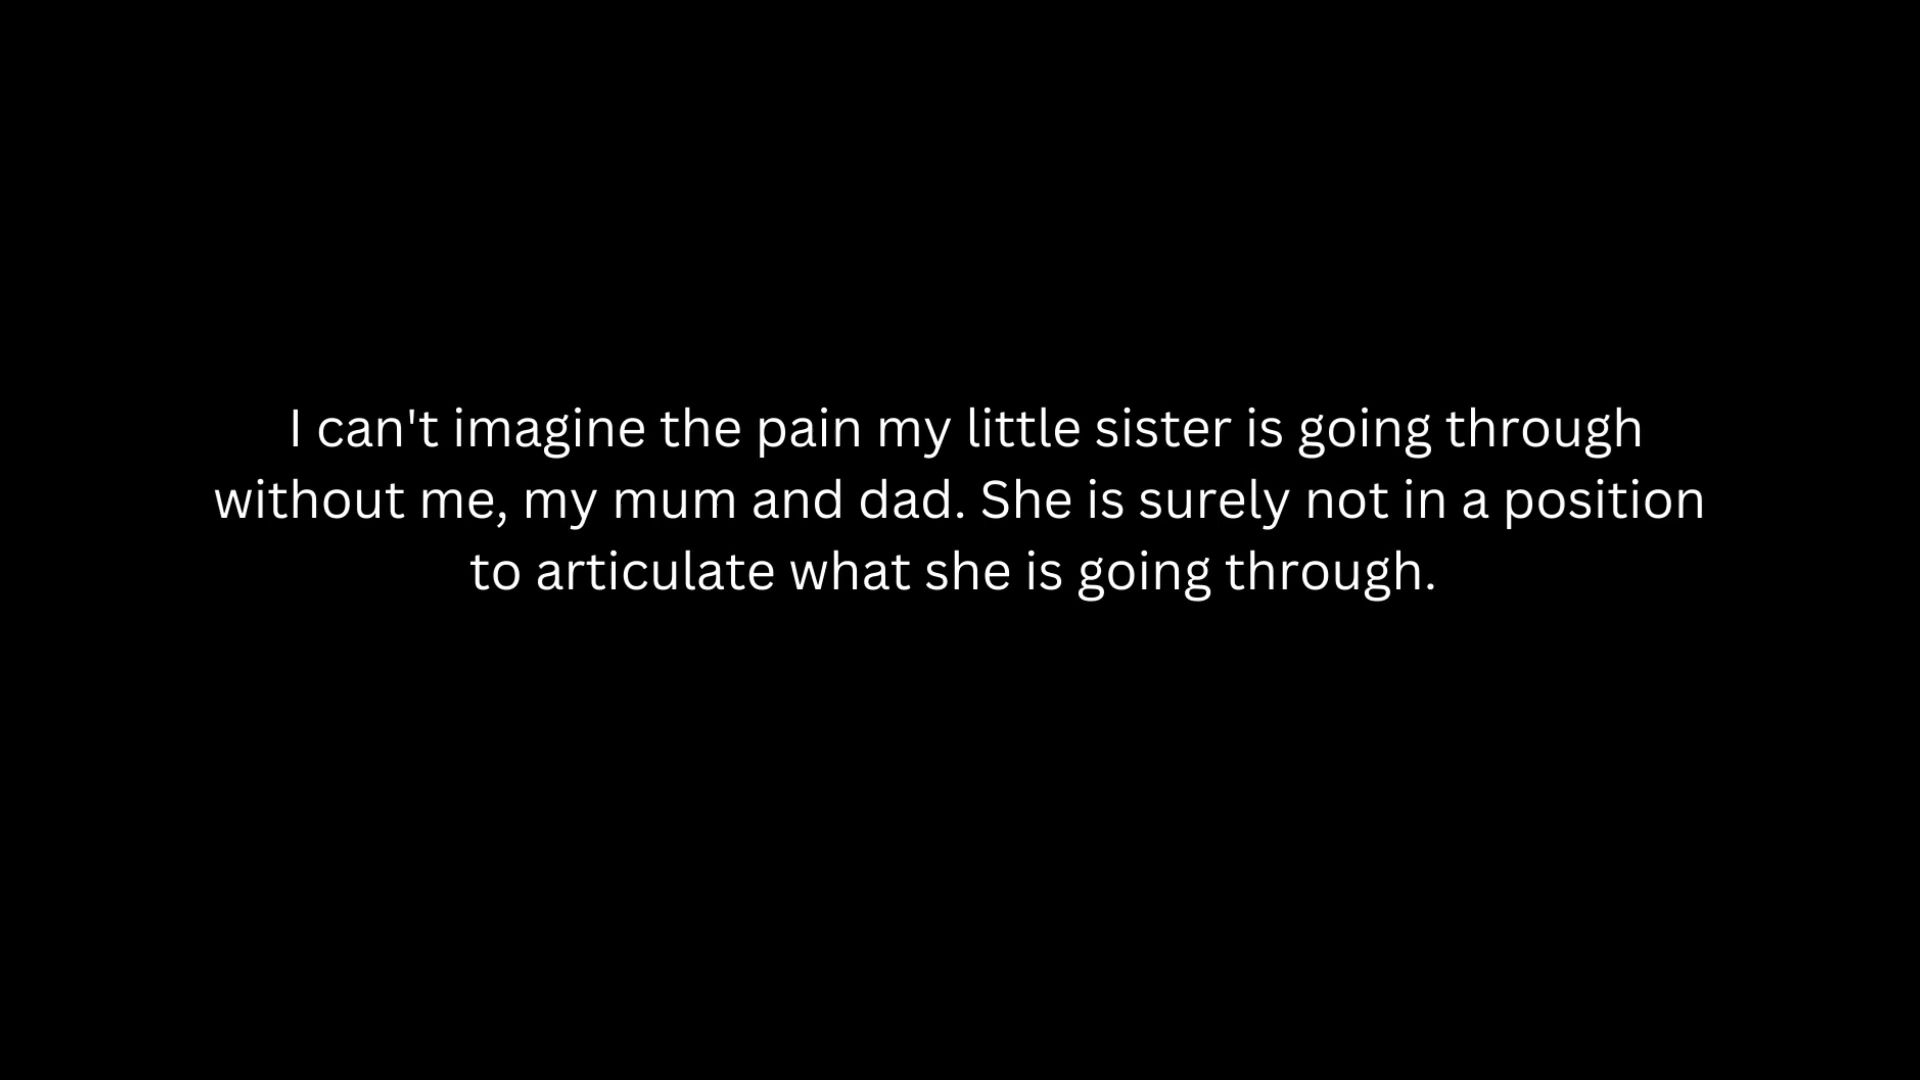 I can't imagine the pain my little sister is going through
without me, my mum and dad. She is surely not in a position
to articulate what she is going through.